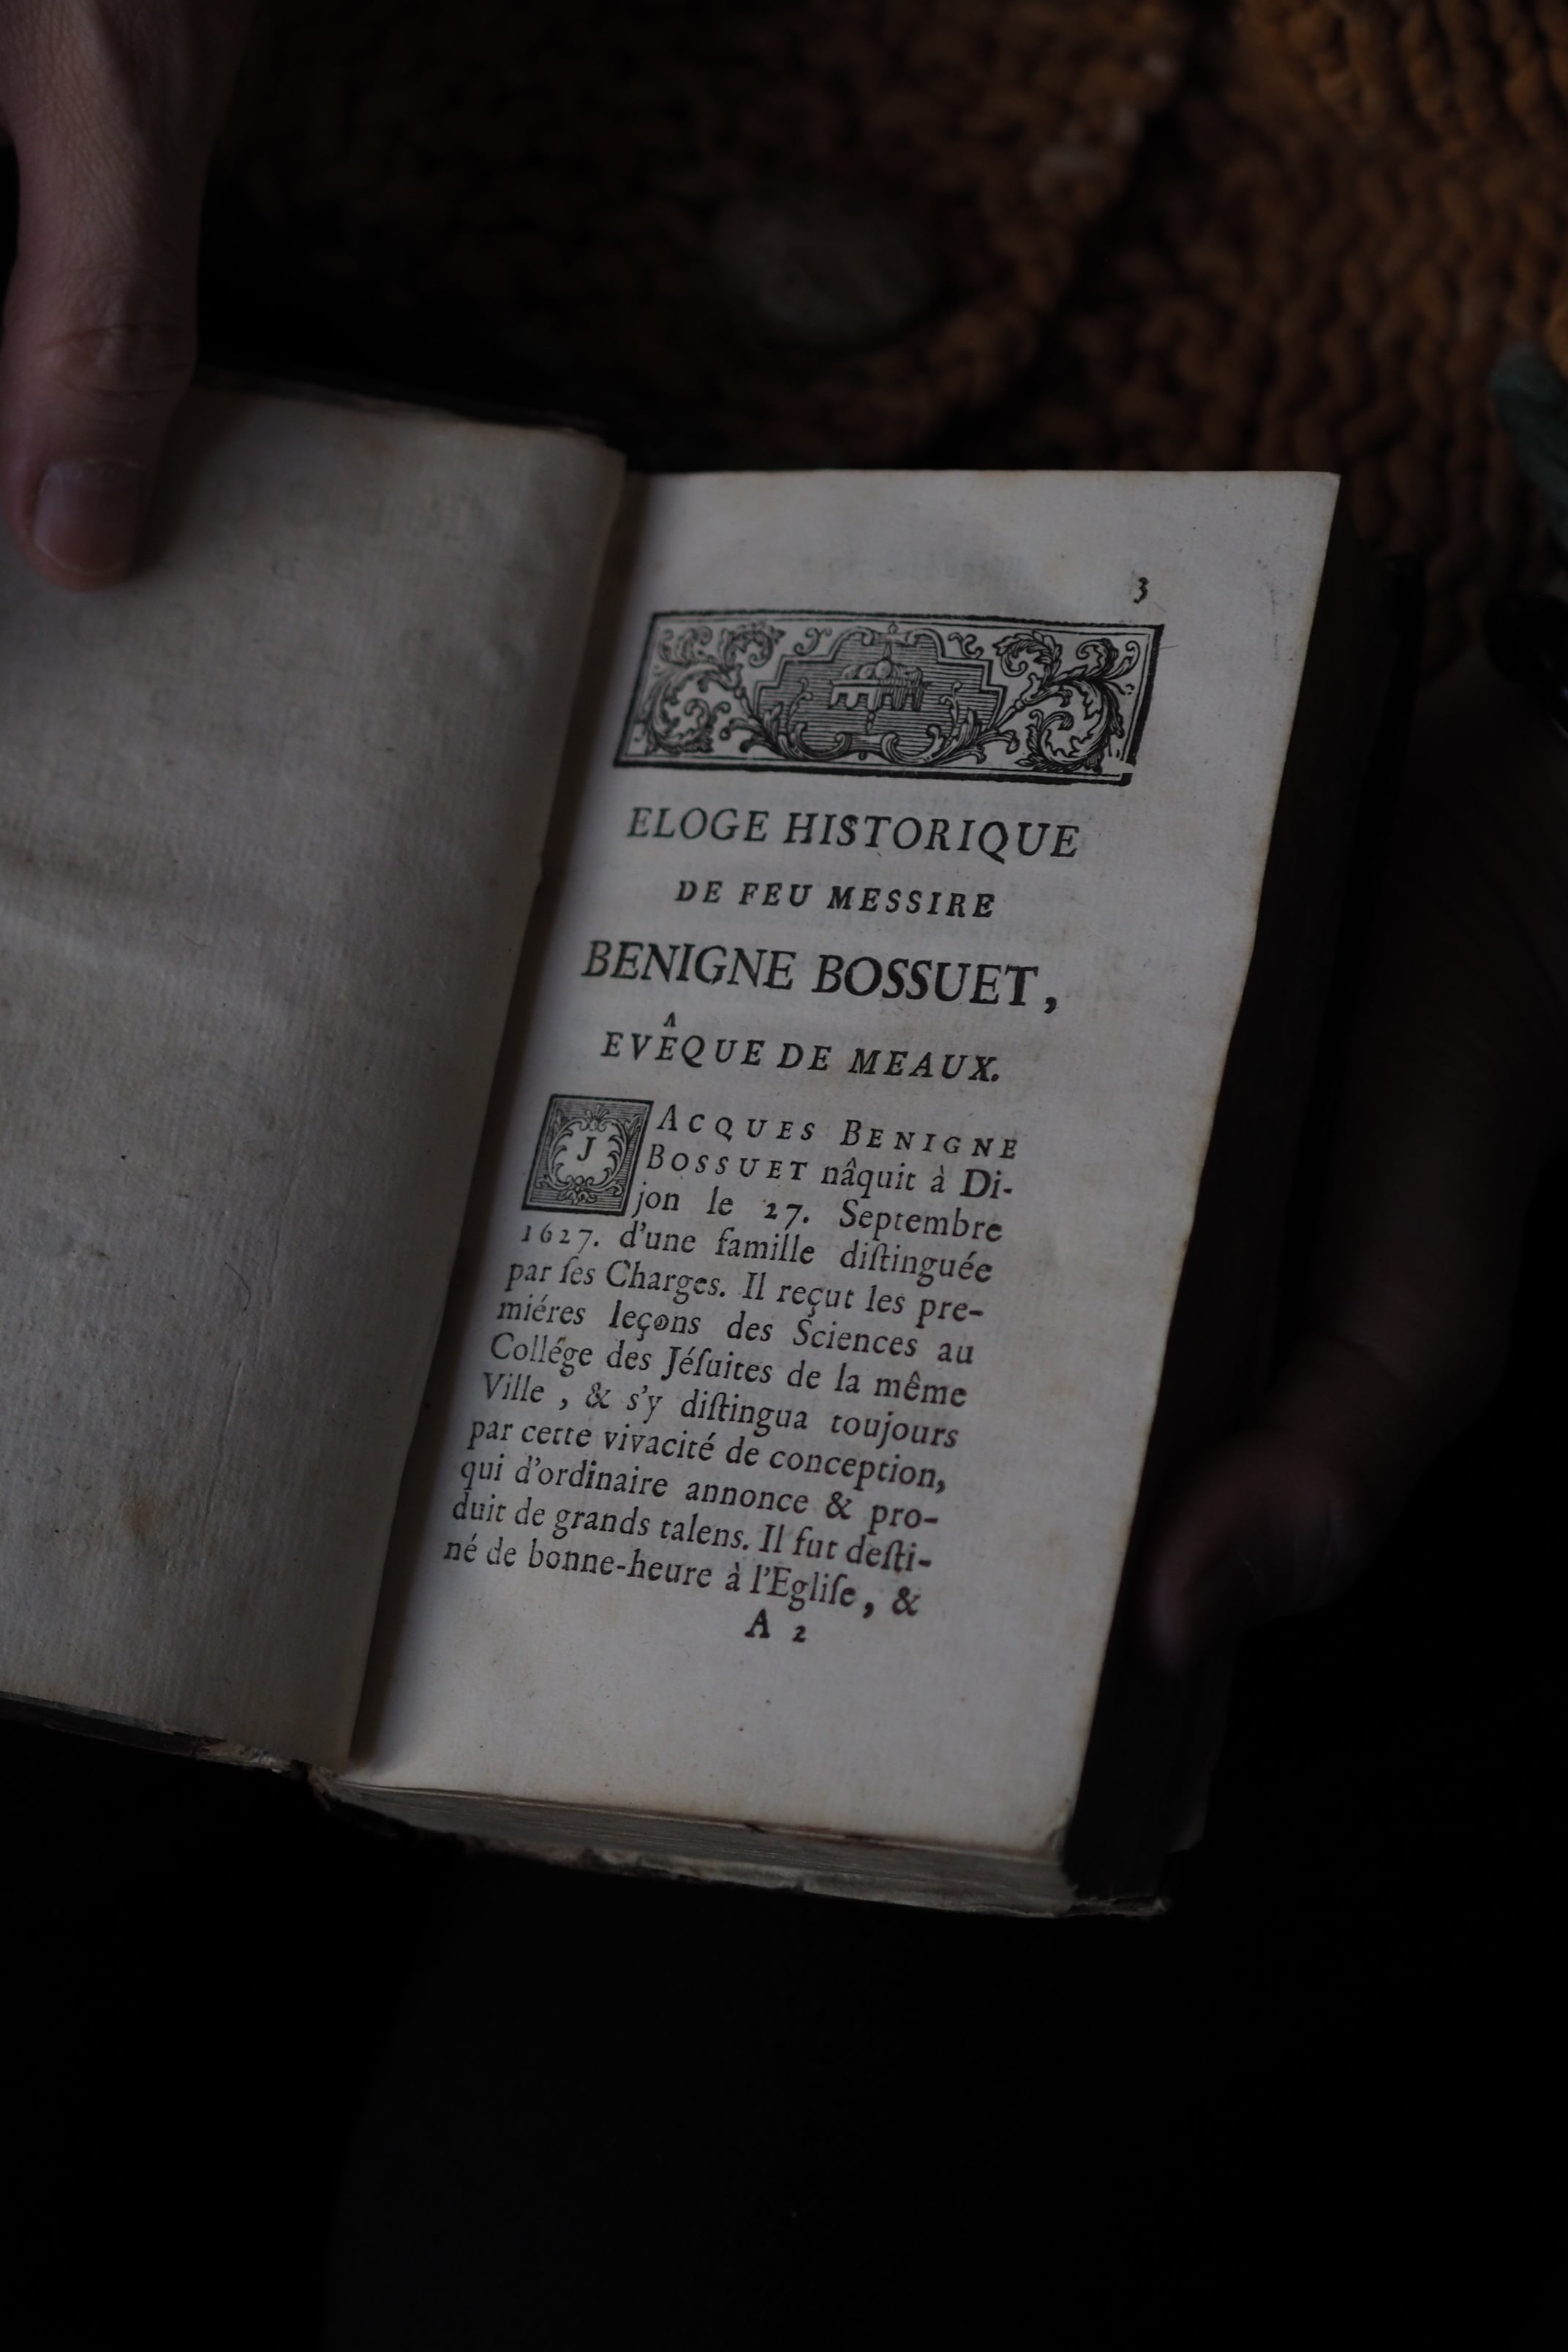 3
ELOGE HISTORIQUE
DE FEU MESSIRE
BENIGNE BOSSUET,
EVÊQUE DE MEAUX.
JACQUES BENIGNE
BOSSUET nâquit à Di-
jon le 27. Septembre
1627. d'une famille diſtinguée
par ſes Charges. Il reçut les pre-
miéres leçons des Sciences au
Collége des Jéſuites de la même
Ville , & s'y diſtingua toujours
par cette vivacité de conception,
qui d'ordinaire annonce & pro-
duit de grands talens. Il fut deſti-
né de bonne-heure à l'Egliſe, &
A 2